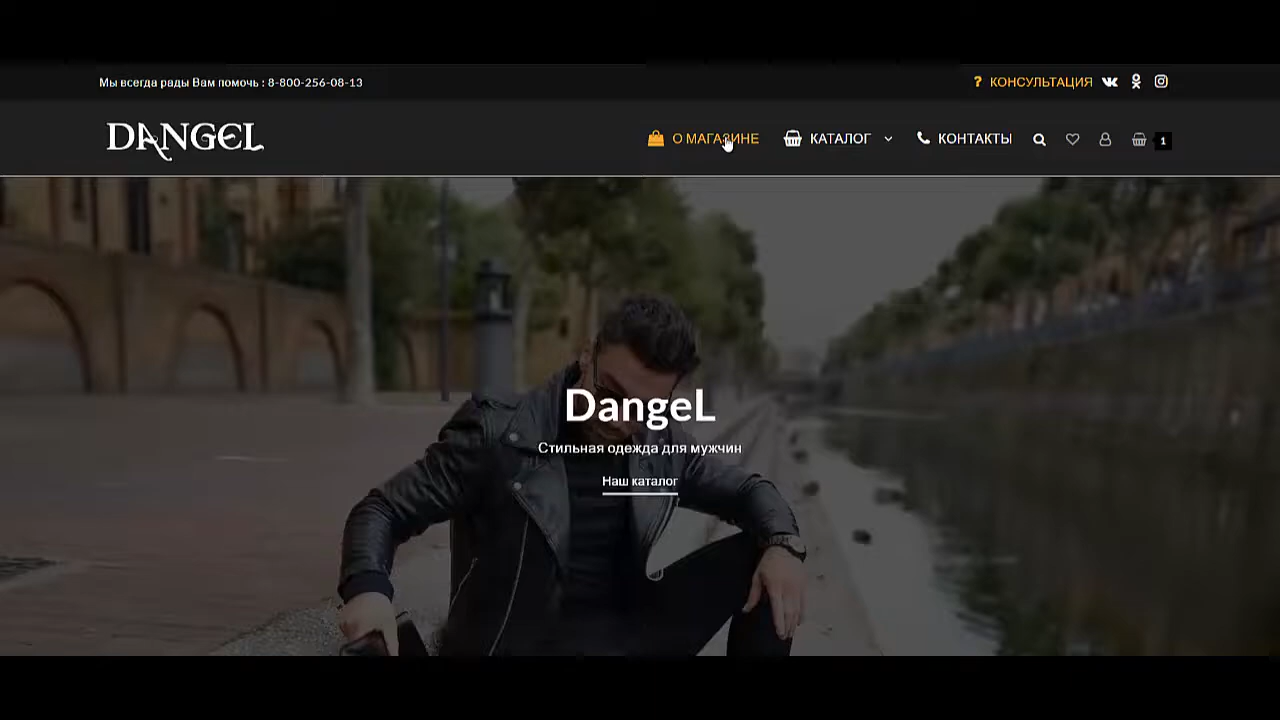 Мы всегда рады Вам помочь : 8-800-256-08-13
? КОНСУЛЬТАЦИЯ
DANGEL
О МАГАЗИНЕ КАТАЛОГ КОНТАКТЫ 1
DangeL
Стильная одежда для мужчин
Наш каталог